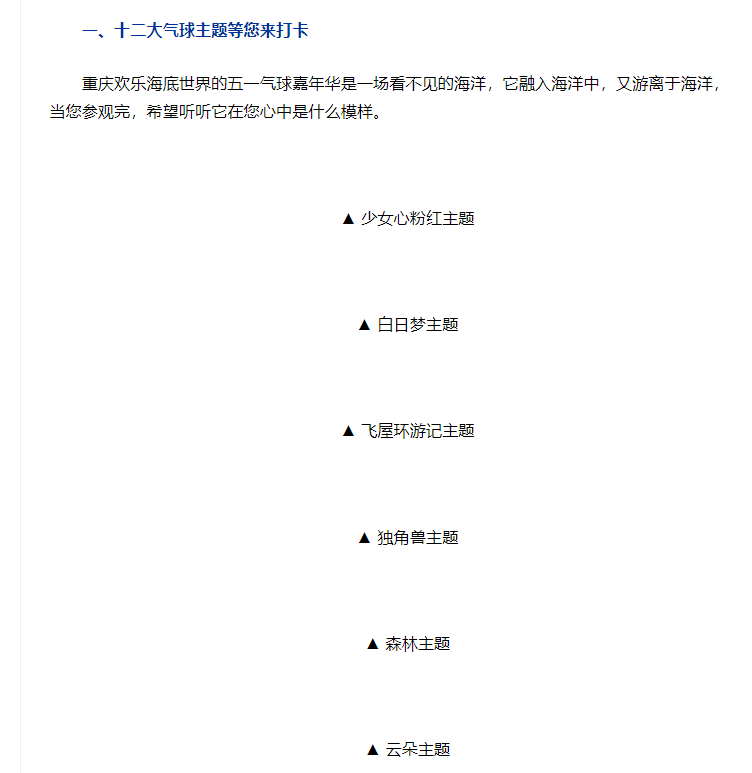 一、十二大气球主题等您来打卡
重庆欢乐海底世界的五一气球嘉年华是一场看不见的海洋，它融入海洋中，又游离于海洋，
当您参观完，希望听听它在您心中是什么模样。
▲ 少女心粉红主题
▲ 白日梦主题
▲ 飞屋环游记主题
▲ 独角兽主题
▲ 森林主题
▲ 云朵主题